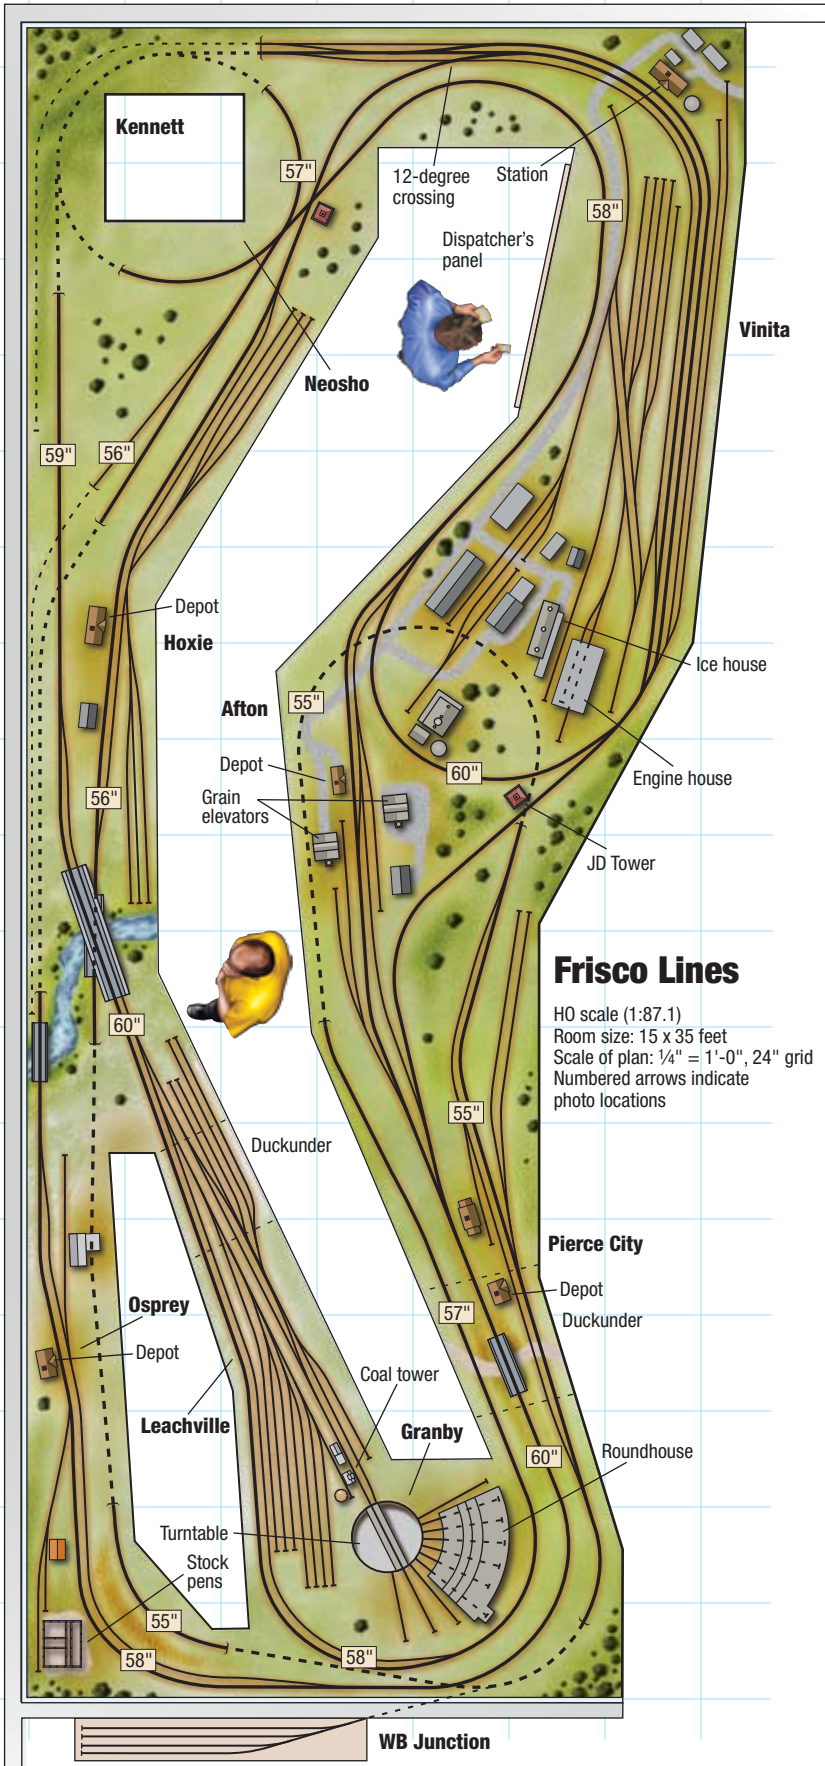 Kennett
57"
12-degree
crossing
Station
58"
Dispatcher's
panel
Vinita
Neosho
59"
56"
Depot
Hoxie
Ice house
55"
Afton
Depot
60"
Engine house
56"
Grain
elevators
JD Tower
Frisco Lines
HO scale (1:87.1)
Room size: 15 x 35 feet
Scale of plan: ¼" = 1'-0", 24" grid
Numbered arrows indicate
photo locations
60"
55"
Duckunder
Pierce City
Depot
Osprey
57"
Duckunder
Depot
Coal tower
Leachville
Granby
60"
Roundhouse
Turntable
Stock
pens
55"
58"
58"
WB Junction